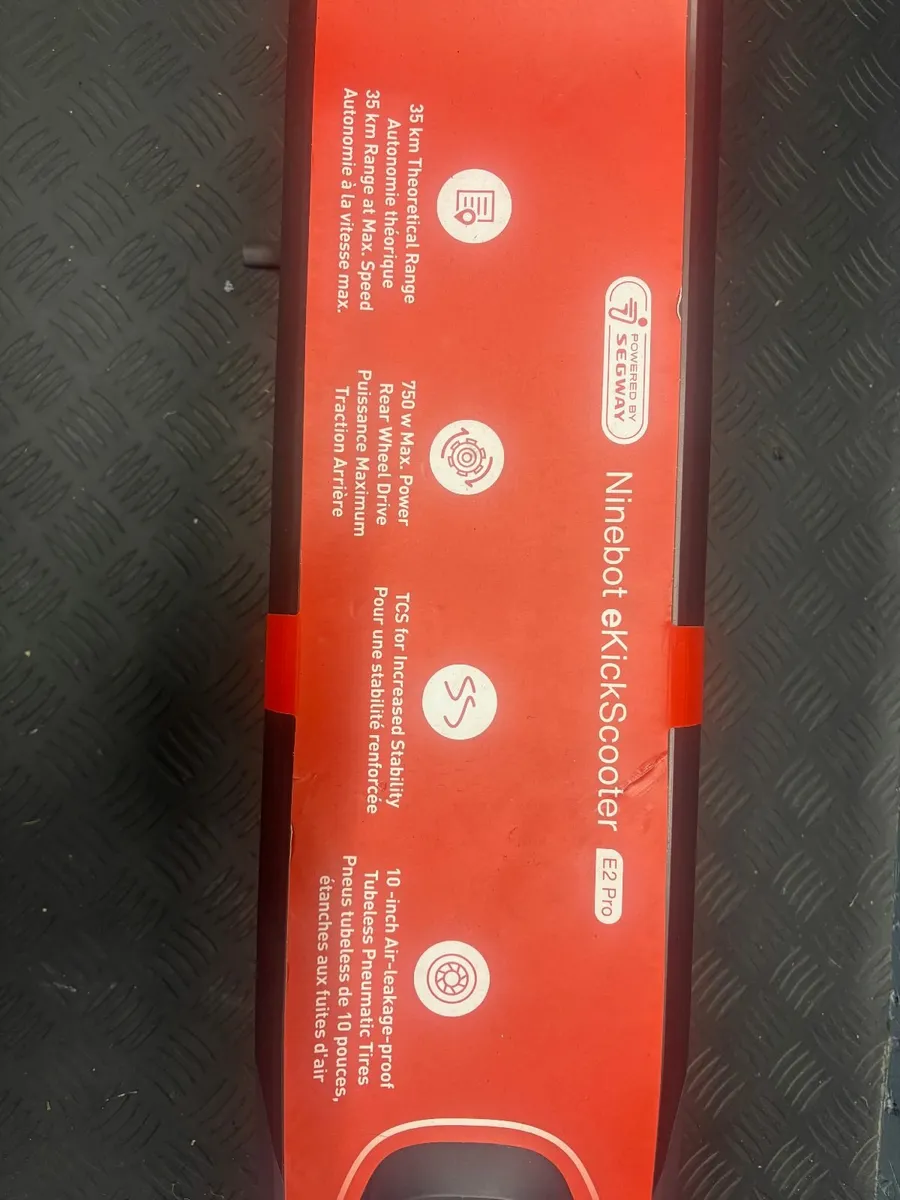 POWERED BY
SEGWAY
Ninebot eKickScooter E2 Pro
35 km Theoretical Range
Autonomie théorique
35 km Range at Max. Speed
Autonomie à la vitesse max.
750 w Max. Power
Rear Wheel Drive
Puissance Maximum
Traction Arrière
TCS for Increased Stability
Pour une stabilité renforcée
10 -inch Air-leakage-proof
Tubeless Pneumatic Tires
Pneus tubeless de 10 pouces,
étanches aux fuites d'air